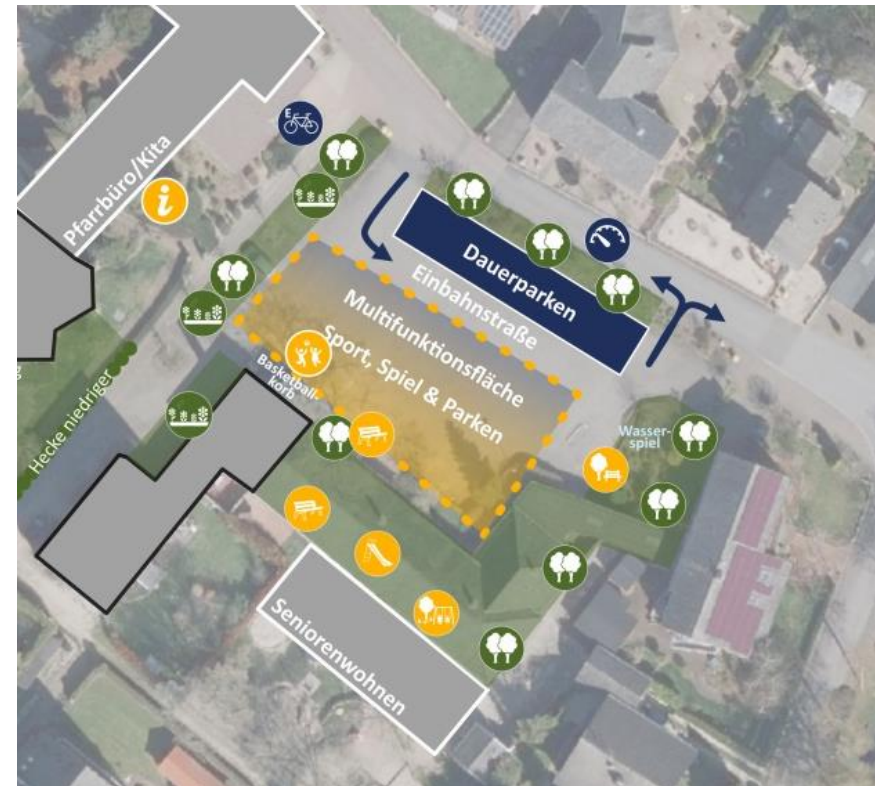 E
Pfarrbüro/Kita
i
Dauerparken
Einbahnstraße
Multifunktionsfläche
Sport, Spiel & Parken
Basketball-
korb
Wasser-
spiel
Hecke niedriger
Seniorenwohnen